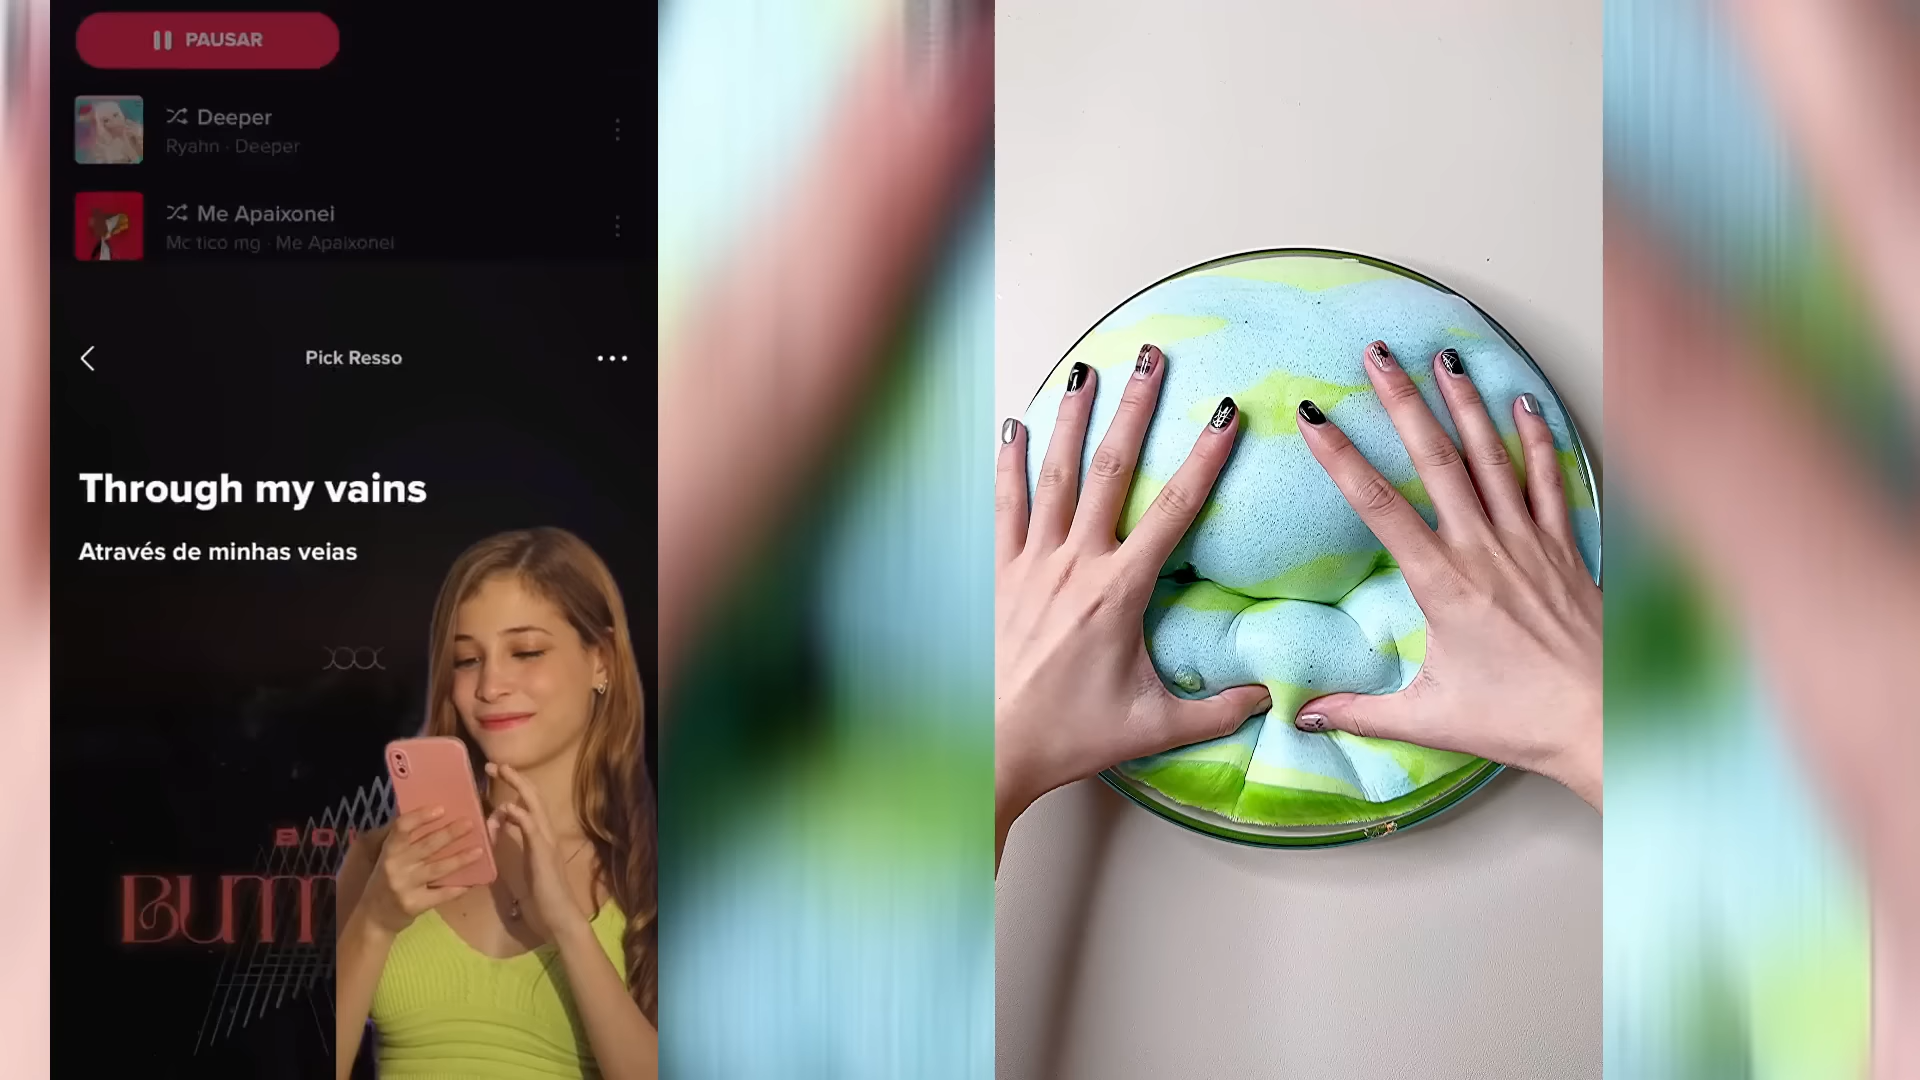 PAUSAR
Deeper
Ryahn · Deeper
Me Apaixonei
Mc tico mg · Me Apaixonei
Pick Resso
Through my vains
Através de minhas veias